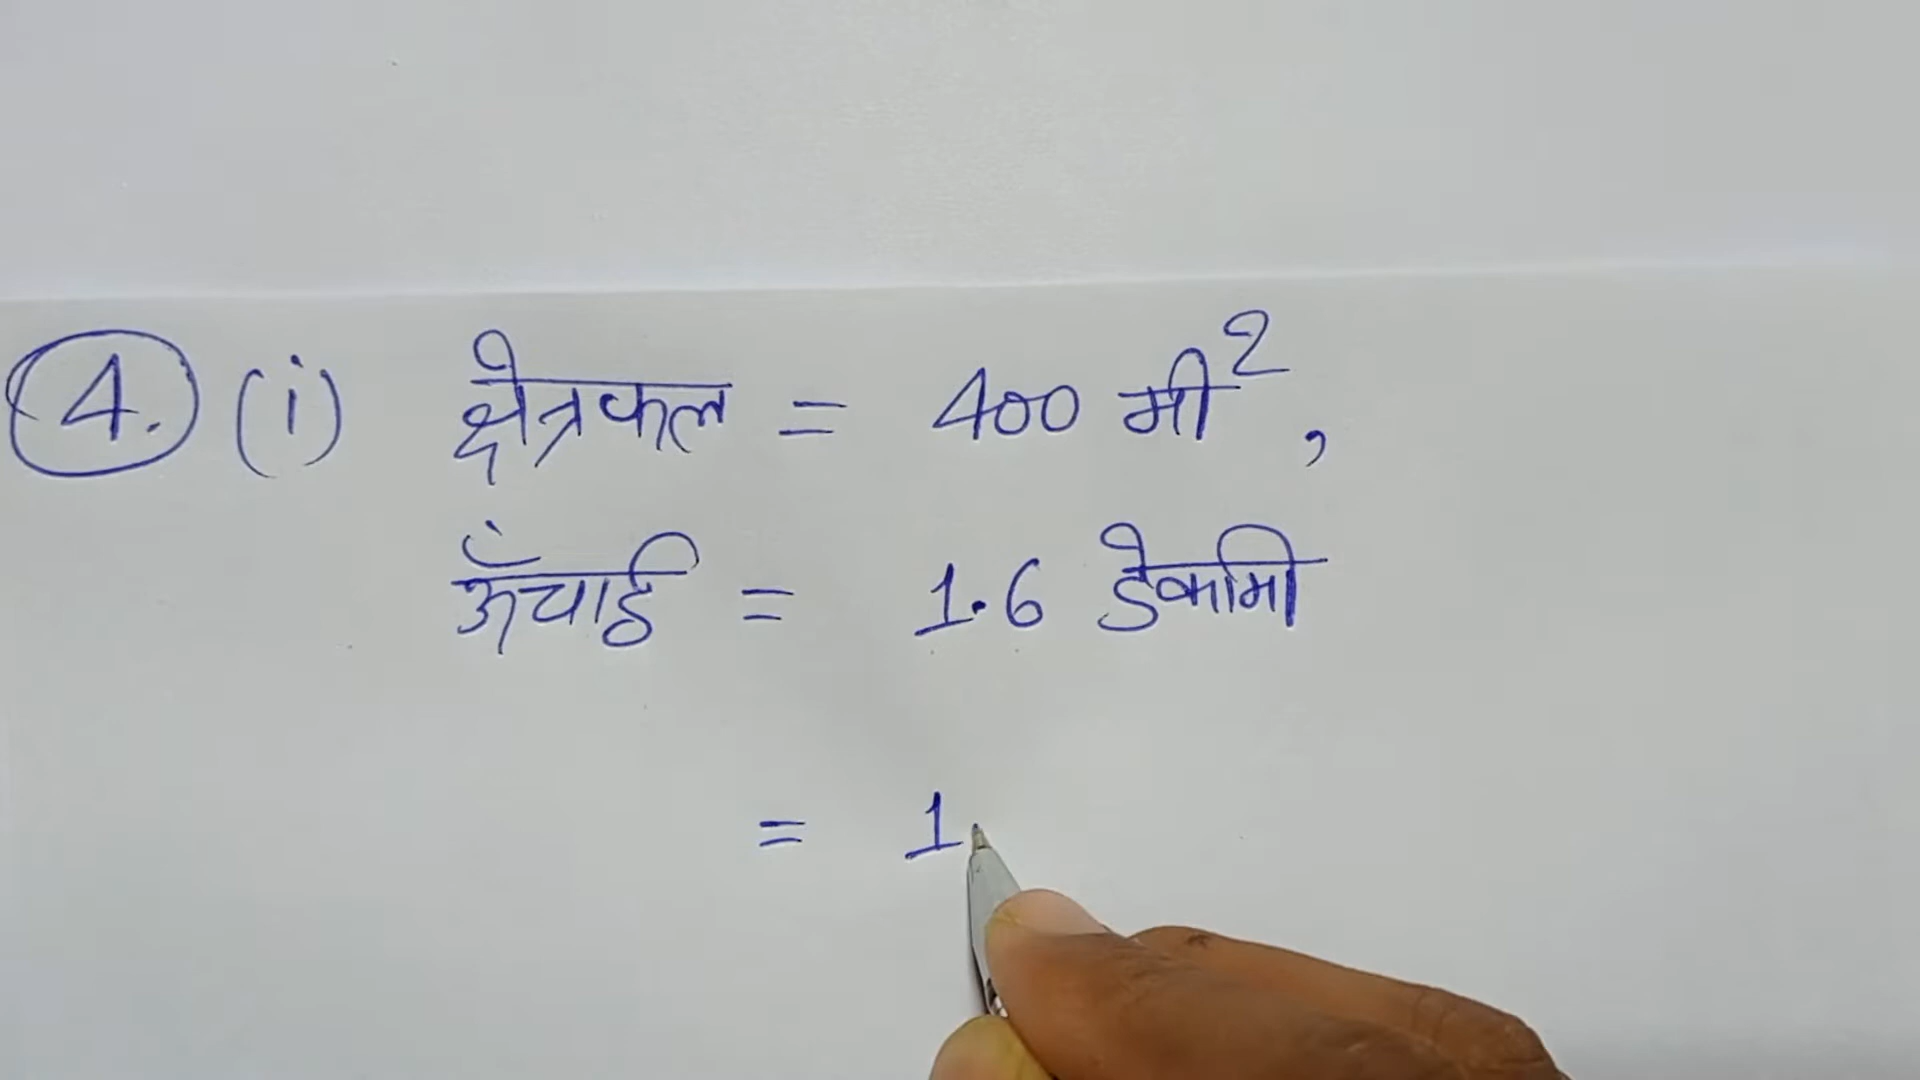 4. (i) क्षेत्रफल = 400 मी²,
ऊँचाई = 1.6 डेकामी
= 1.